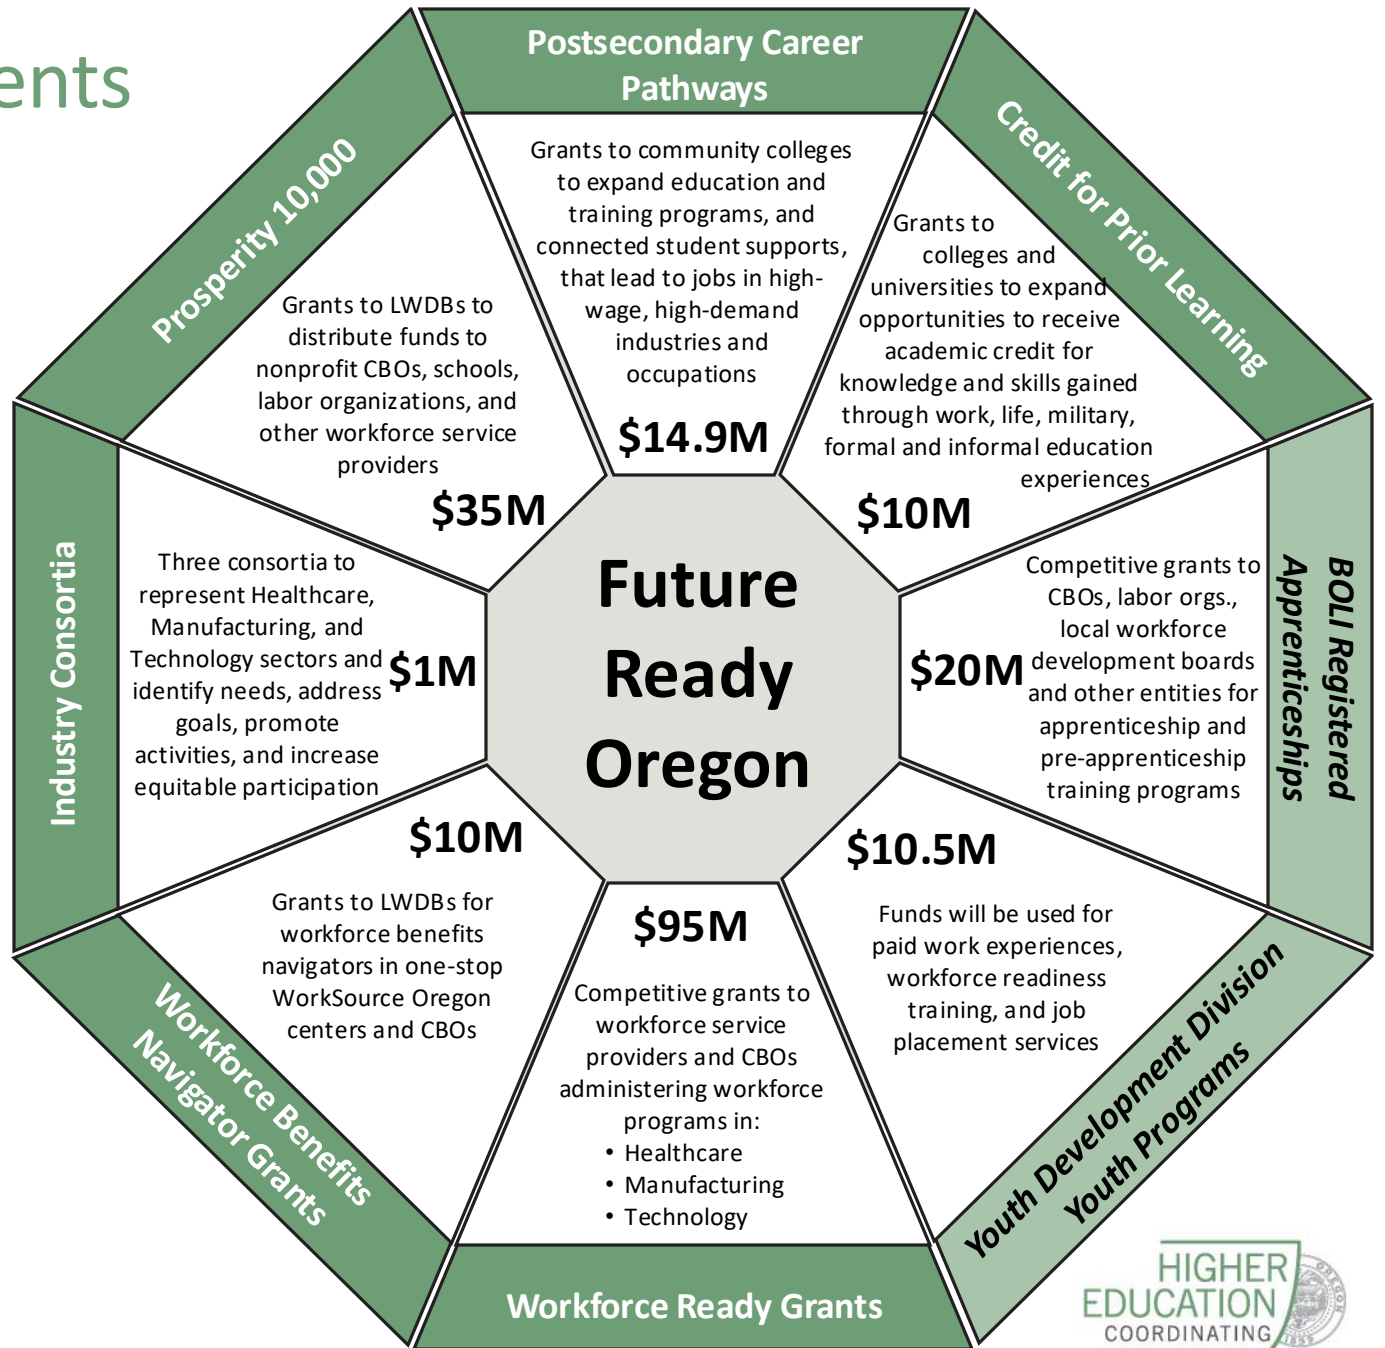 ents
Postsecondary Career
Pathways
Grants to community colleges
to expand education and
training programs, and
connected student supports,
that lead to jobs in high-
wage, high-demand
industries and
occupations
$14.9M
Credit for Prior Learning
Grants to
colleges and
universities to expand
opportunities to receive
academic credit for
knowledge and skills gained
through work, life, military,
formal and informal education
experiences
$10M
BOLI Registered
Apprenticeships
Competitive grants to
CBOs, labor orgs.,
local workforce
development boards
and other entities for
apprenticeship and
pre-apprenticeship
training programs
$20M
Youth Development Division
Youth Programs
$10.5M
Funds will be used for
paid work experiences,
workforce readiness
training, and job
placement services
Workforce Ready Grants
$95M
Competitive grants to
workforce service
providers and CBOs
administering workforce
programs in:
• Healthcare
• Manufacturing
• Technology
Workforce Benefits
Navigator Grants
$10M
Grants to LWDBs for
workforce benefits
navigators in one-stop
WorkSource Oregon
centers and CBOs
Industry Consortia
Three consortia to
represent Healthcare,
Manufacturing, and
Technology sectors and
identify needs, address
goals, promote
activities, and increase
equitable participation
$1M
Prosperity 10,000
Grants to LWDBs to
distribute funds to
nonprofit CBOs, schools,
labor organizations, and
other workforce service
providers
$35M
Future
Ready
Oregon
HIGHER
EDUCATION
COORDINATING
OREGON
1859